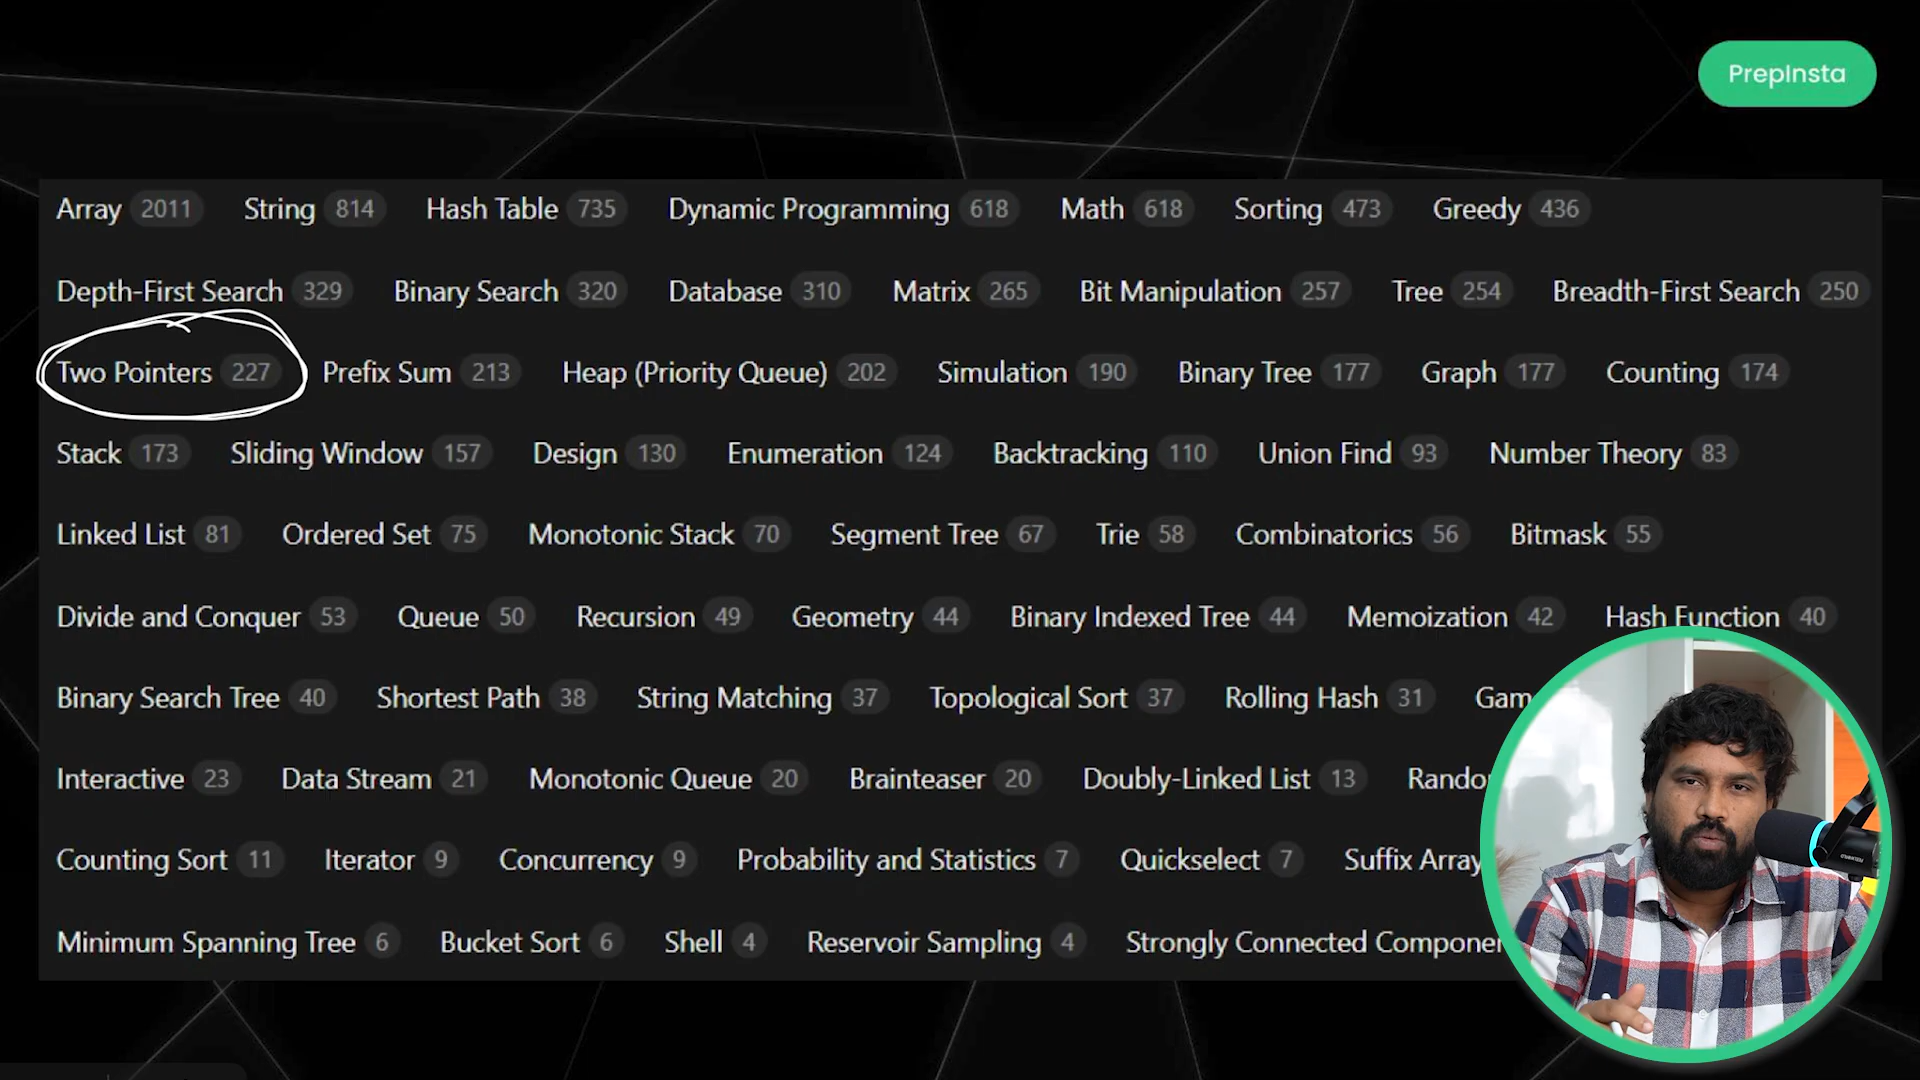 PrepInsta
Array 2011 String 814 Hash Table 735 Dynamic Programming 618 Math 618 Sorting 473 Greedy 436
Depth-First Search 329 Binary Search 320 Database 310 Matrix 265 Bit Manipulation 257 Tree 254 Breadth-First Search 250
Two Pointers 227 Prefix Sum 213 Heap (Priority Queue) 202 Simulation 190 Binary Tree 177 Graph 177 Counting 174
Stack 173 Sliding Window 157 Design 130 Enumeration 124 Backtracking 110 Union Find 93 Number Theory 83
Linked List 81 Ordered Set 75 Monotonic Stack 70 Segment Tree 67 Trie 58 Combinatorics 56 Bitmask 55
Divide and Conquer 53 Queue 50 Recursion 49 Geometry 44 Binary Indexed Tree 44 Memoization 42 Hash Function 40
Binary Search Tree 40 Shortest Path 38 String Matching 37 Topological Sort 37 Rolling Hash 31
Interactive 23 Data Stream 21 Monotonic Queue 20 Brainteaser 20 Doubly-Linked List 13
Counting Sort 11 Iterator 9 Concurrency 9 Probability and Statistics 7 Quickselect 7 Suffix Array
Minimum Spanning Tree 6 Bucket Sort 6 Shell 4 Reservoir Sampling 4 Strongly Connected